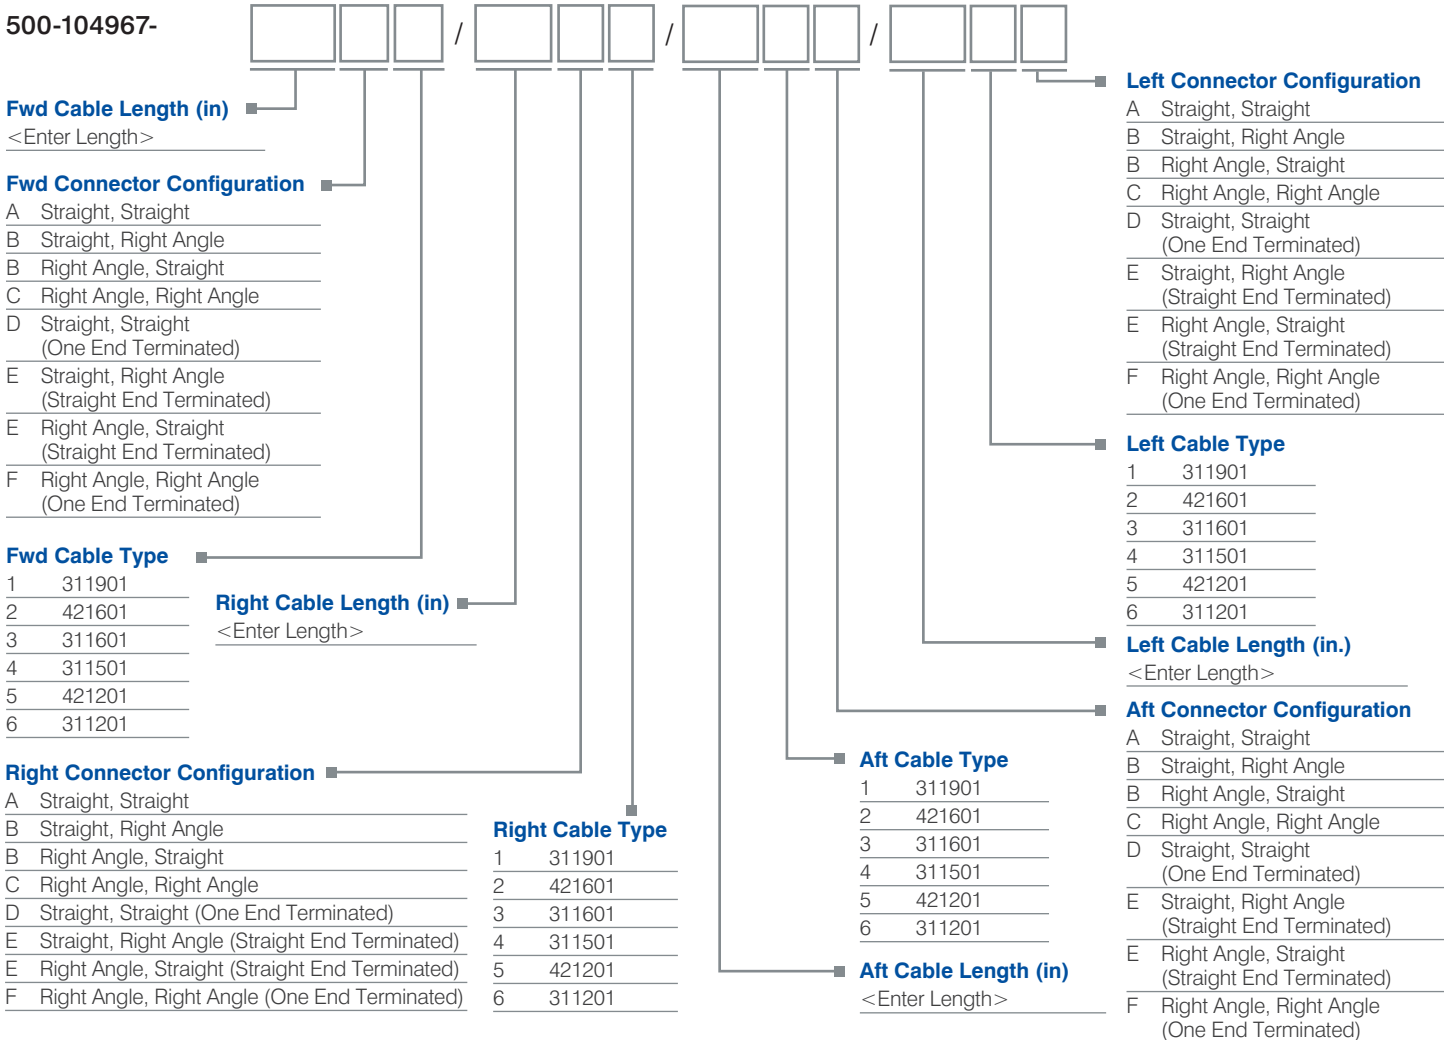 500-104967-
/ / /
Fwd Cable Length (in)
<Enter Length>
Fwd Connector Configuration
A Straight, Straight
B Straight, Right Angle
B Right Angle, Straight
C Right Angle, Right Angle
D Straight, Straight
(One End Terminated)
E Straight, Right Angle
(Straight End Terminated)
E Right Angle, Straight
(Straight End Terminated)
F Right Angle, Right Angle
(One End Terminated)
Fwd Cable Type
1 311901
2 421601
3 311601
4 311501
5 421201
6 311201
Right Cable Length (in)
<Enter Length>
Right Connector Configuration
A Straight, Straight
B Straight, Right Angle
B Right Angle, Straight
C Right Angle, Right Angle
D Straight, Straight (One End Terminated)
E Straight, Right Angle (Straight End Terminated)
E Right Angle, Straight (Straight End Terminated)
F Right Angle, Right Angle (One End Terminated)
Right Cable Type
1 311901
2 421601
3 311601
4 311501
5 421201
6 311201
Aft Cable Type
1 311901
2 421601
3 311601
4 311501
5 421201
6 311201
Aft Cable Length (in)
<Enter Length>
Left Connector Configuration
A Straight, Straight
B Straight, Right Angle
B Right Angle, Straight
C Right Angle, Right Angle
D Straight, Straight
(One End Terminated)
E Straight, Right Angle
(Straight End Terminated)
E Right Angle, Straight
(Straight End Terminated)
F Right Angle, Right Angle
(One End Terminated)
Left Cable Type
1 311901
2 421601
3 311601
4 311501
5 421201
6 311201
Left Cable Length (in.)
<Enter Length>
Aft Connector Configuration
A Straight, Straight
B Straight, Right Angle
B Right Angle, Straight
C Right Angle, Right Angle
D Straight, Straight
(One End Terminated)
E Straight, Right Angle
(Straight End Terminated)
E Right Angle, Straight
(Straight End Terminated)
F Right Angle, Right Angle
(One End Terminated)